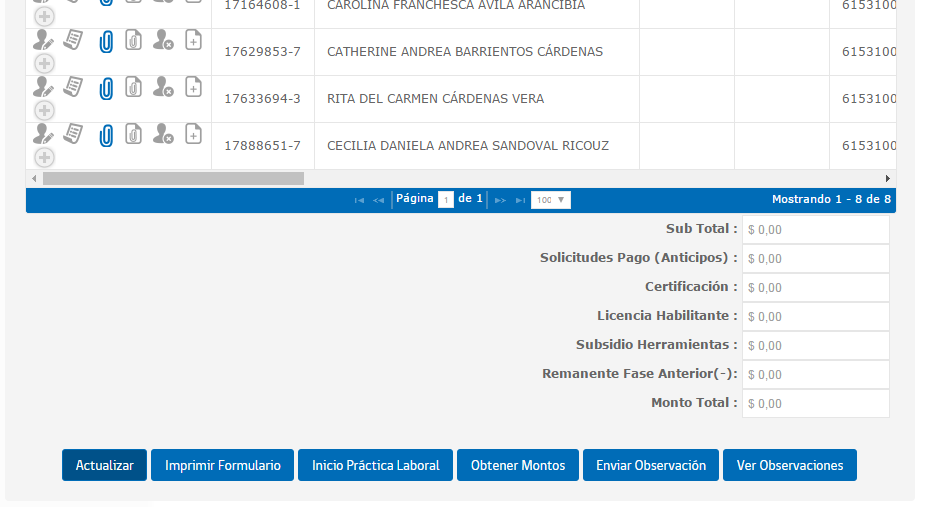 17164608-1 CAROLINA FRANCHESCA AVILA ARANCIBIA 6153100
17629853-7 CATHERINE ANDREA BARRIENTOS CÁRDENAS 6153100
17633694-3 RITA DEL CARMEN CÁRDENAS VERA 6153100
17888651-7 CECILIA DANIELA ANDREA SANDOVAL RICOUZ 6153100
Página 1 de 1 100 Mostrando 1 - 8 de 8
Sub Total : $ 0,00
Solicitudes Pago (Anticipos) : $ 0,00
Certificación : $ 0,00
Licencia Habilitante : $ 0,00
Subsidio Herramientas : $ 0,00
Remanente Fase Anterior(-): $ 0,00
Monto Total : $ 0,00
Actualizar Imprimir Formulario Inicio Práctica Laboral Obtener Montos Enviar Observación Ver Observaciones